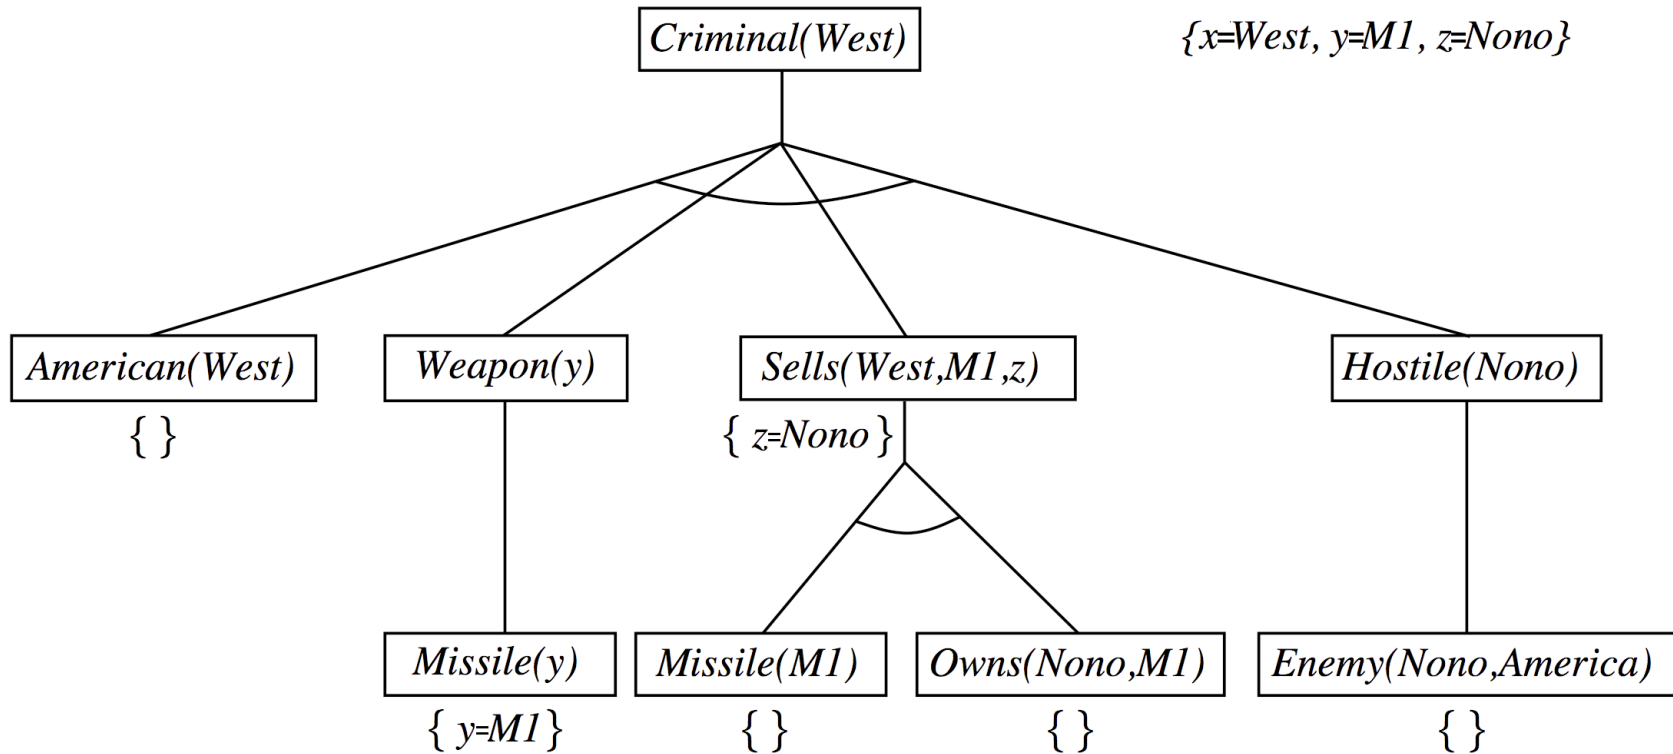 Criminal(West)
{x=West, y=M1, z=Nono}
American(West)
Weapon(y)
Sells(West,M1,z)
Hostile(Nono)
{ }
{ z=Nono }
Missile(y)
Missile(M1)
Owns(Nono,M1)
Enemy(Nono,America)
{ y=M1 }
{ }
{ }
{ }